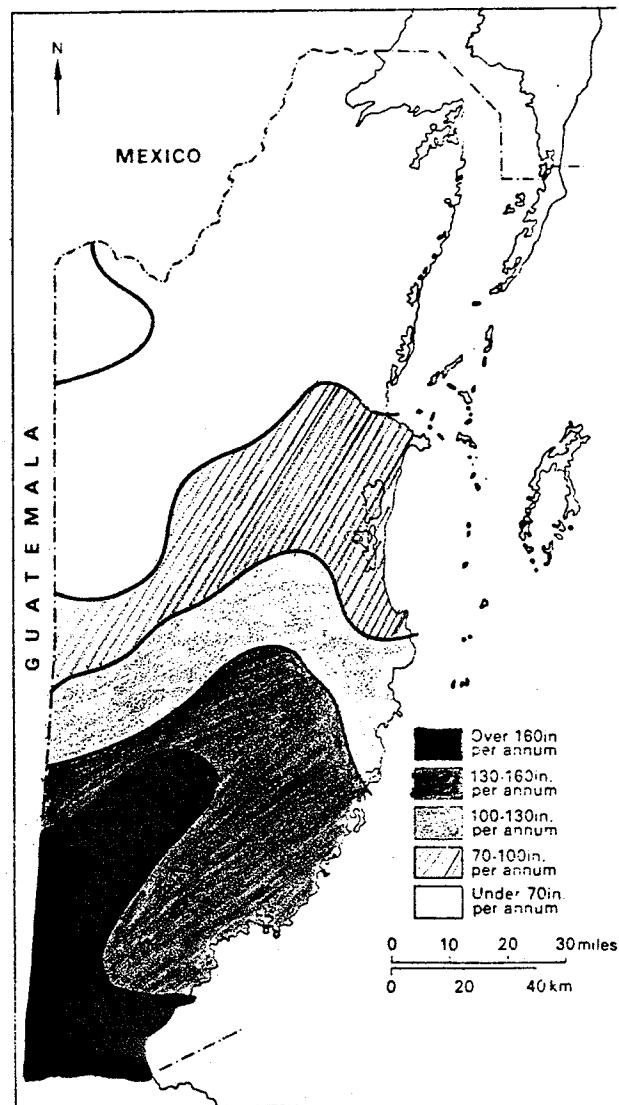 N
MEXICO
GUATEMALA
Over 160in
per annum
130-160in.
per annum
100-130in.
per annum
70-100in.
per annum
Under 70in.
per annum
0 10 20 30 miles
0 20 40 km